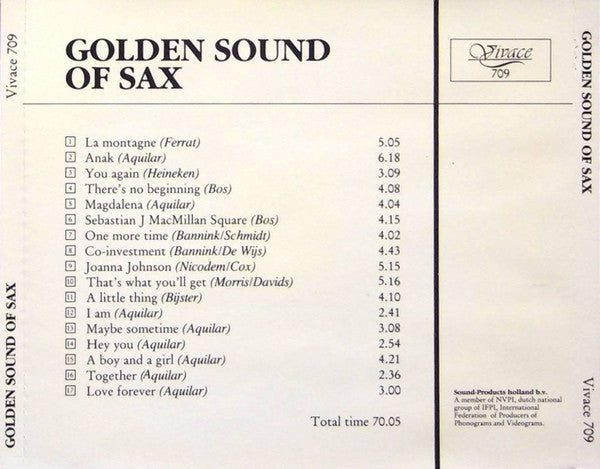 Vivace 709
GOLDEN SOUND OF SAX
GOLDEN SOUND
OF SAX
Vivace
709
1 La montagne (Ferrat) 5.05
2 Anak (Aquilar) 6.18
3 You again (Heineken) 3.09
4 There's no beginning (Bos) 4.08
5 Magdalena (Aquilar) 4.04
6 Sebastian J MacMillan Square (Bos) 4.15
7 One more time (Bannink/Schmidt) 4.02
8 Co-investment (Bannink/De Wijs) 4.43
9 Joanna Johnson (Nicodem/Cox) 5.15
10 That's what you'll get (Morris/Davids) 5.16
11 A little thing (Bijster) 4.10
12 I am (Aquilar) 2.41
13 Maybe sometime (Aquilar) 3.08
14 Hey you (Aquilar) 2.54
15 A boy and a girl (Aquilar) 4.21
16 Together (Aquilar) 2.36
17 Love forever (Aquilar) 3.00
Total time 70.05
Sound-Products holland b.v.
A member of NVPI, dutch national
group of IFPI, International
Federation of Producers of
Phonograms and Videograms.
GOLDEN SOUND OF SAX
Vivace 709